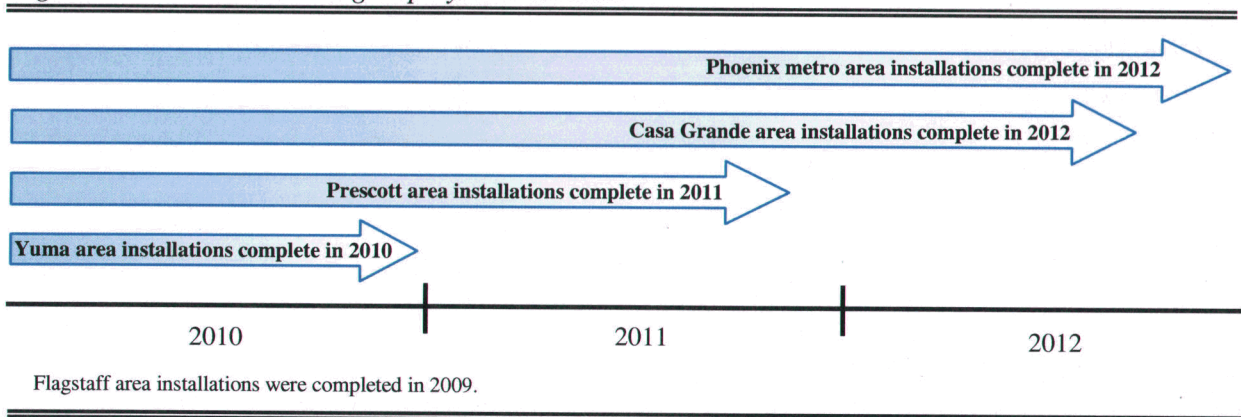 Phoenix metro area installations complete in 2012
Casa Grande area installations complete in 2012
Prescott area installations complete in 2011
Yuma area installations complete in 2010
2010 2011 2012
Flagstaff area installations were completed in 2009.